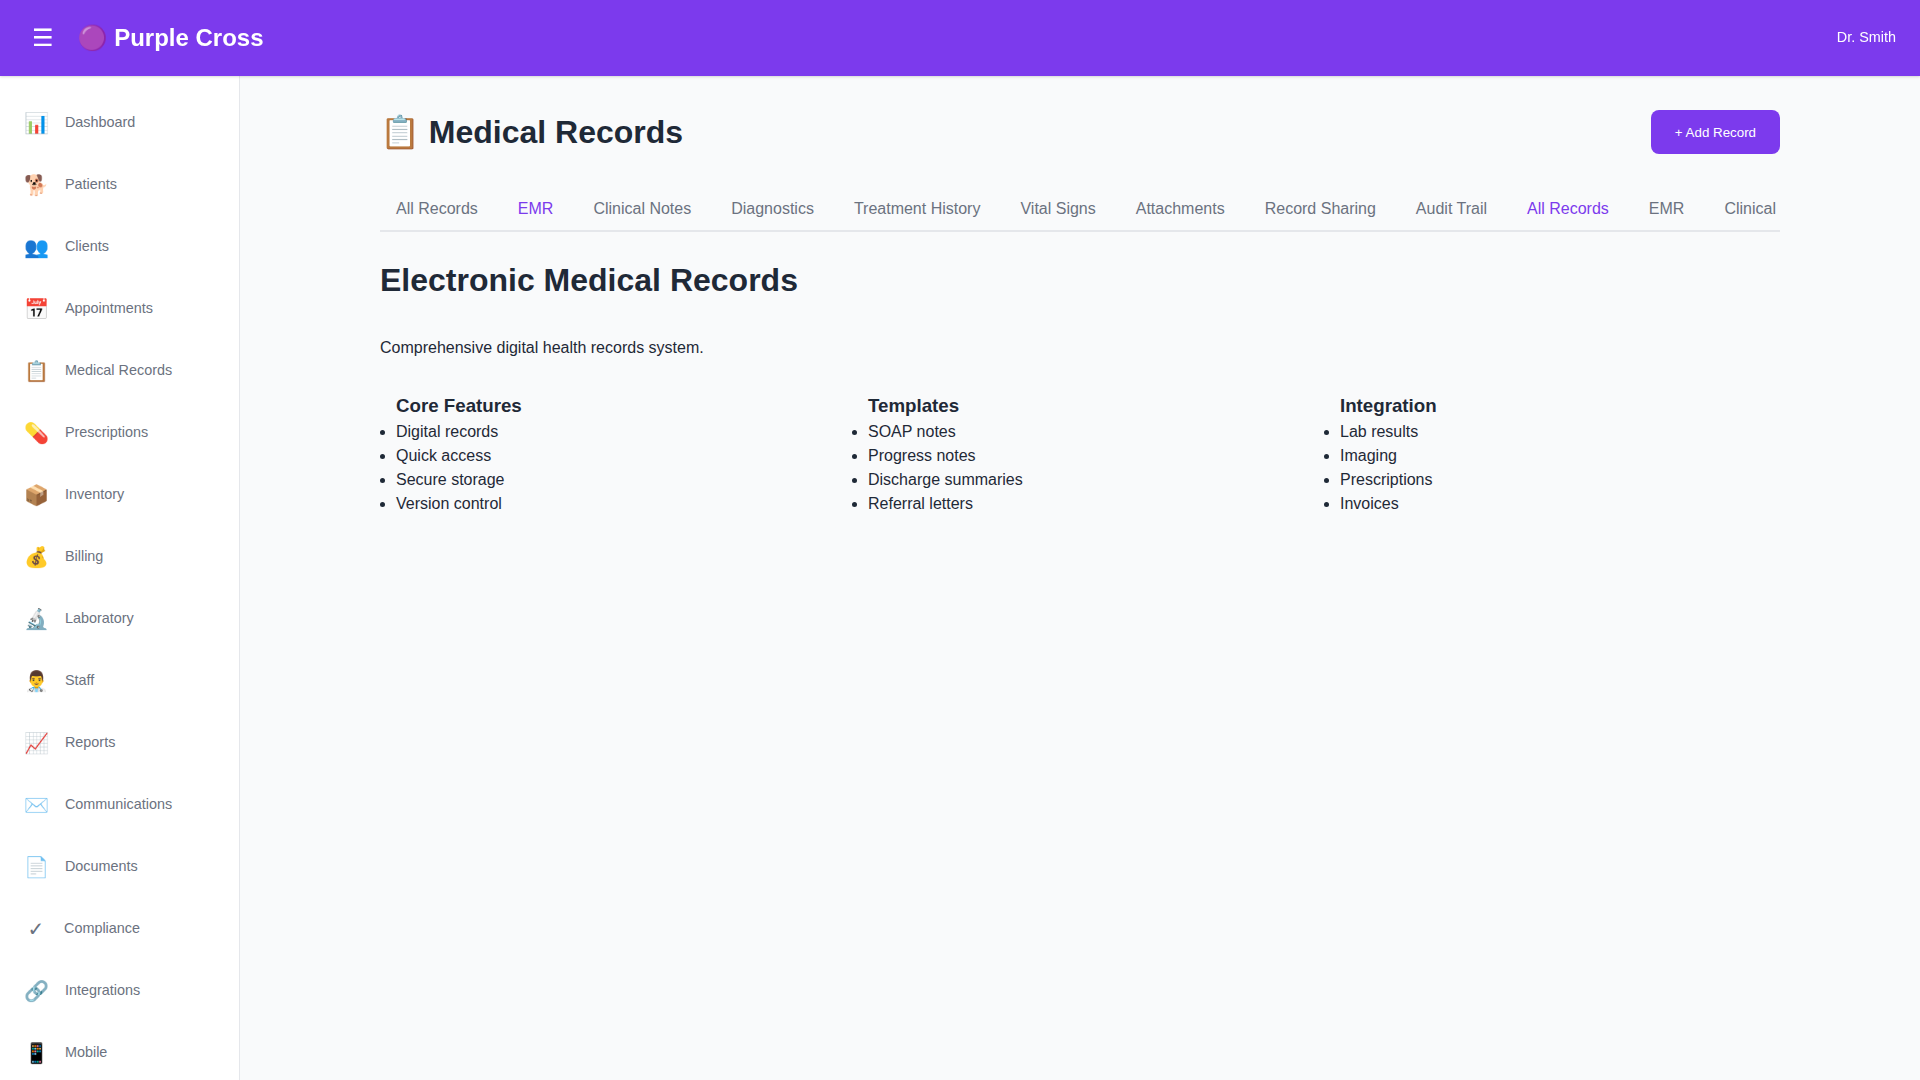 ☰ Purple Cross
Dr. Smith
Dashboard
Patients
Clients
Appointments
Medical Records
Prescriptions
Inventory
Billing
Laboratory
Staff
Reports
Communications
Documents
✓ Compliance
Integrations
Mobile
Medical Records
+ Add Record
All Records EMR Clinical Notes Diagnostics Treatment History Vital Signs Attachments Record Sharing Audit Trail All Records EMR Clinical
Electronic Medical Records
Comprehensive digital health records system.
Core Features
• Digital records
• Quick access
• Secure storage
• Version control
Templates
• SOAP notes
• Progress notes
• Discharge summaries
• Referral letters
Integration
• Lab results
• Imaging
• Prescriptions
• Invoices